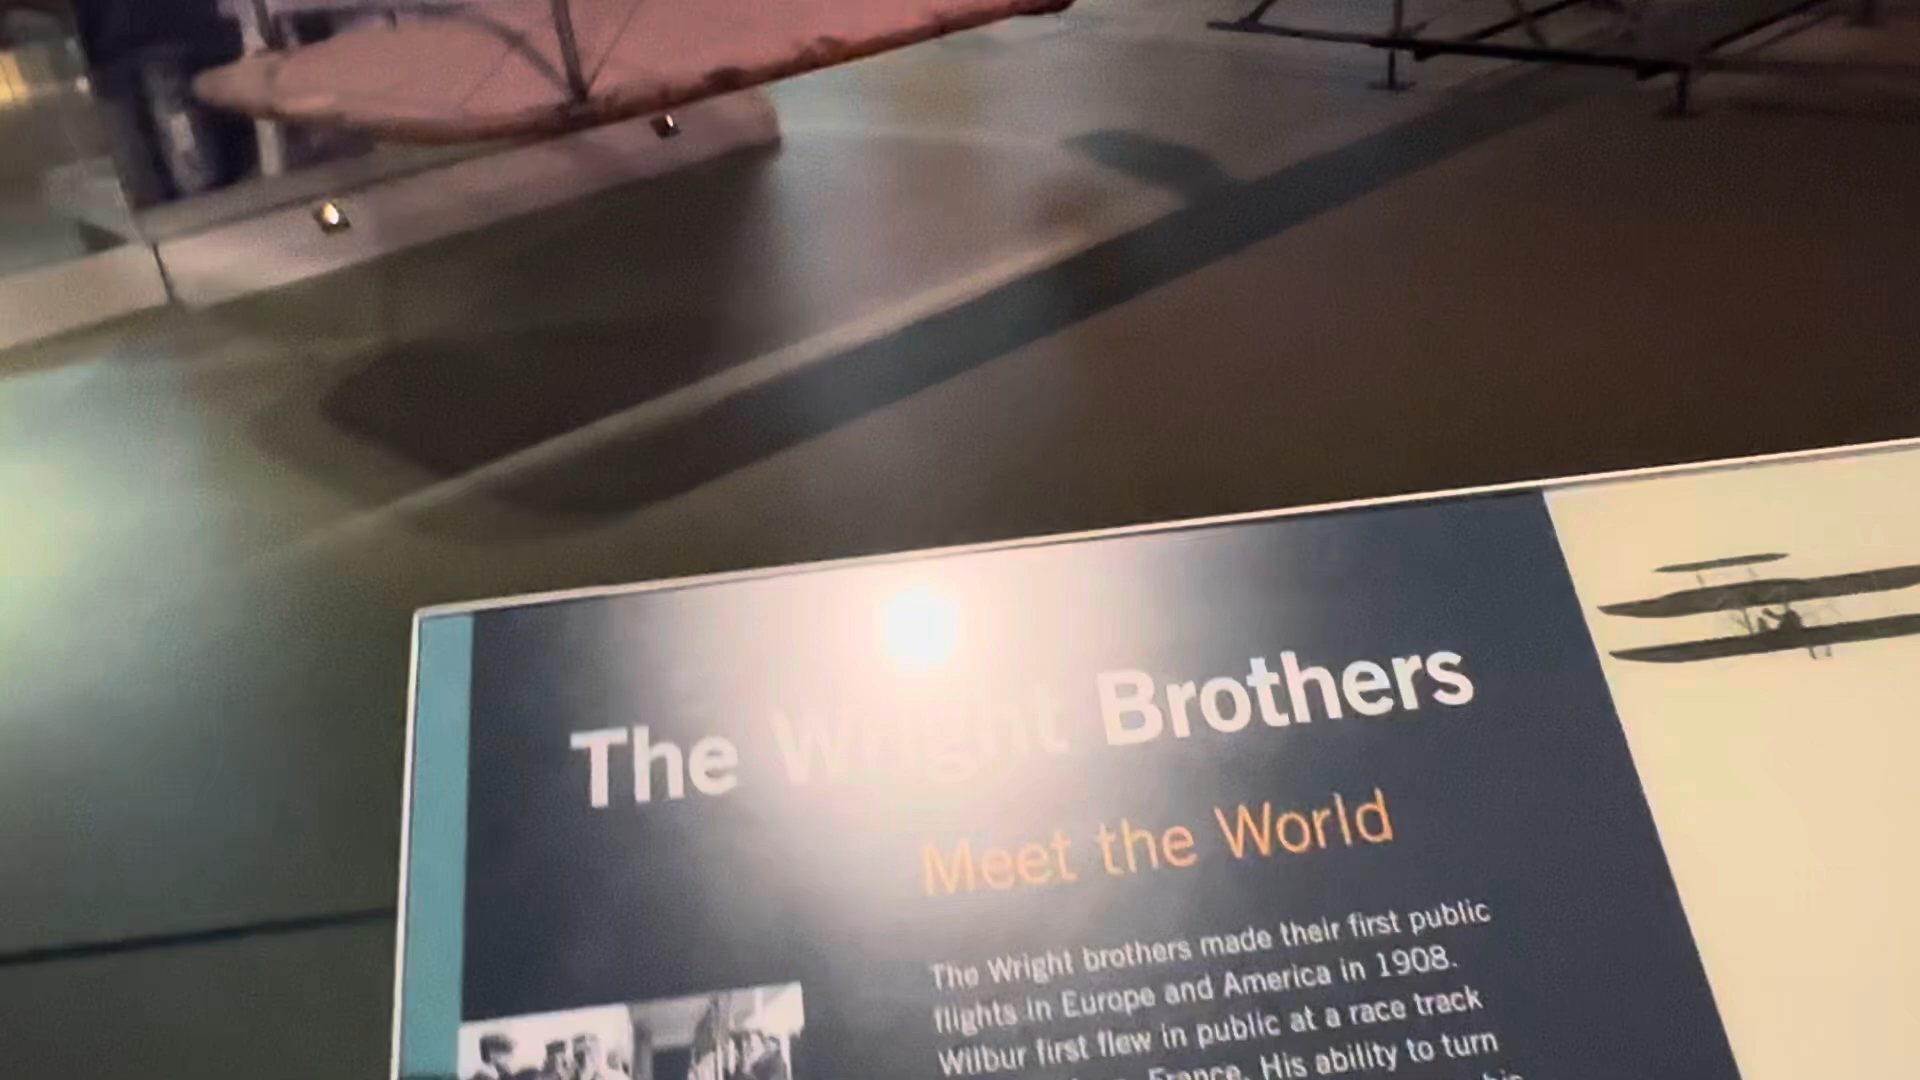 The Wright Brothers
Meet the World
The Wright brothers made their first public
flights in Europe and America in 1908.
Wilbur first flew in public at a race track
France. His ability to turn
his